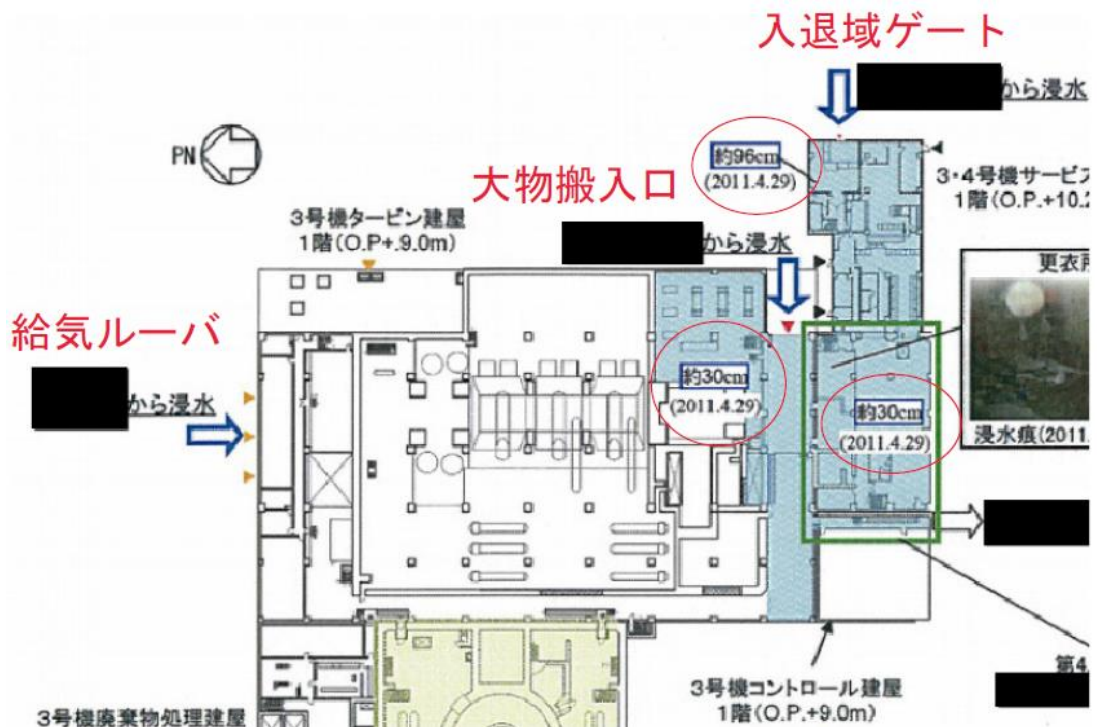 入退域ゲート
から浸水
PN
約96cm
(2011.4.29)
大物搬入口
3・4号機サービス
1階(O.P.+10.2
3号機タービン建屋
1階(O.P+.9.0m)
から浸水
更衣所
給気ルーバ
から浸水
約30cm
(2011.4.29)
約30cm
(2011.4.29)
浸水痕(2011.
第4
3号機コントロール建屋
1階(O.P.+9.0m)
3号機廃棄物処理建屋